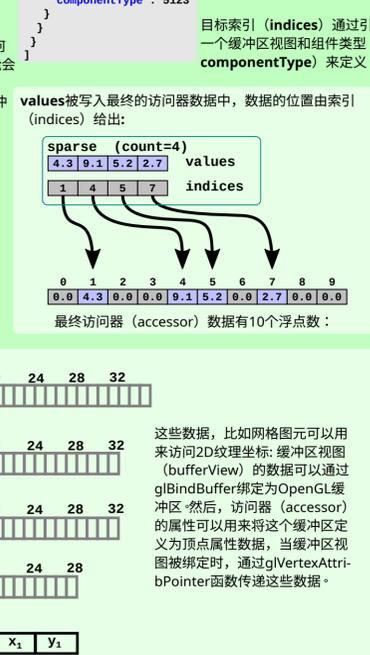 "componentType": 5123
}
}
}
]
目标索引（indices）通过引
一个缓冲区视图和组件类型
componentType）来定义
values被写入最终的访问器数据中，数据的位置由索引
（indices）给出:
sparse (count=4)
4.3 9.1 5.2 2.7 values
1 4 5 7 indices
0 1 2 3 4 5 6 7 8 9
0.0 4.3 0.0 0.0 9.1 5.2 0.0 2.7 0.0 0.0
最终访问器（accessor）数据有10个浮点数：
24 28 32
24 28 32
24 28 32
24 28
x₁ y₁
这些数据，比如网格图元可以用
来访问2D纹理坐标: 缓冲区视图
（bufferView）的数据可以通过
glBindBuffer绑定为OpenGL缓
冲区。然后，访问器（accessor）
的属性可以用来将这个缓冲区定
义为顶点属性数据，当缓冲区视
图被绑定时，通过glVertexAttri-
bPointer函数传递这些数据。